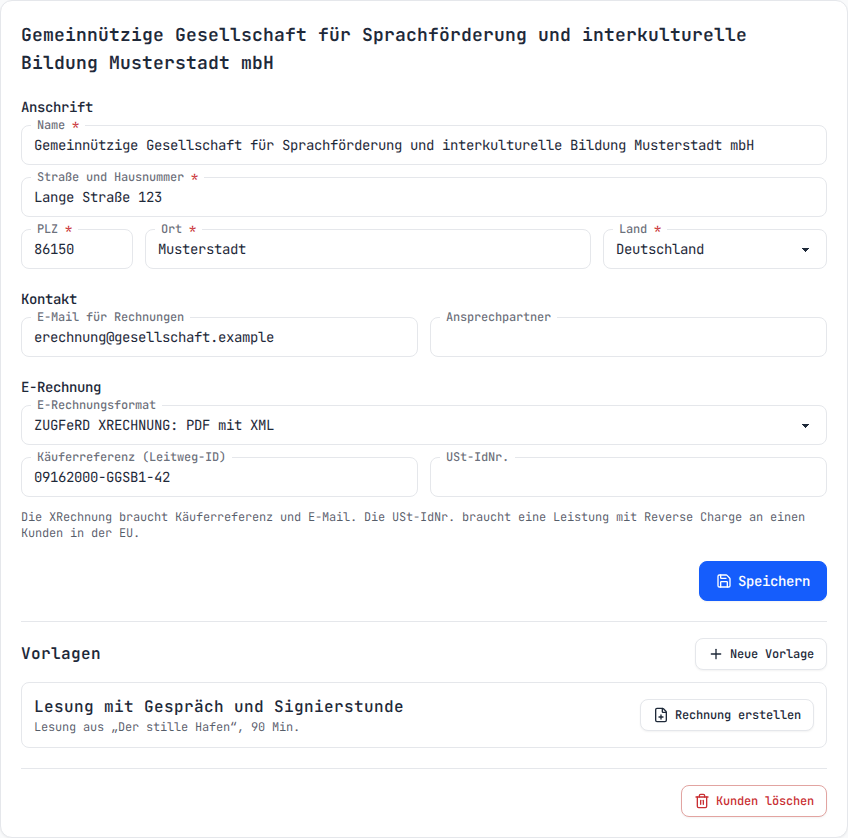 Gemeinnützige Gesellschaft für Sprachförderung und interkulturelle
Bildung Musterstadt mbH
Anschrift
Name *
Gemeinnützige Gesellschaft für Sprachförderung und interkulturelle Bildung Musterstadt mbH
Straße und Hausnummer *
Lange Straße 123
PLZ * Ort * Land *
86150 Musterstadt Deutschland
Kontakt
E-Mail für Rechnungen Ansprechpartner
erechnung@gesellschaft.example
E-Rechnung
E-Rechnungsformat
ZUGFeRD XRECHNUNG: PDF mit XML
Käuferreferenz (Leitweg-ID) USt-IdNr.
09162000-GGSB1-42
Die XRechnung braucht Käuferreferenz und E-Mail. Die USt-IdNr. braucht eine Leistung mit Reverse Charge an einen
Kunden in der EU.
Speichern
Vorlagen
Neue Vorlage
Lesung mit Gespräch und Signierstunde
Lesung aus „Der stille Hafen“, 90 Min.
Rechnung erstellen
Kunden löschen